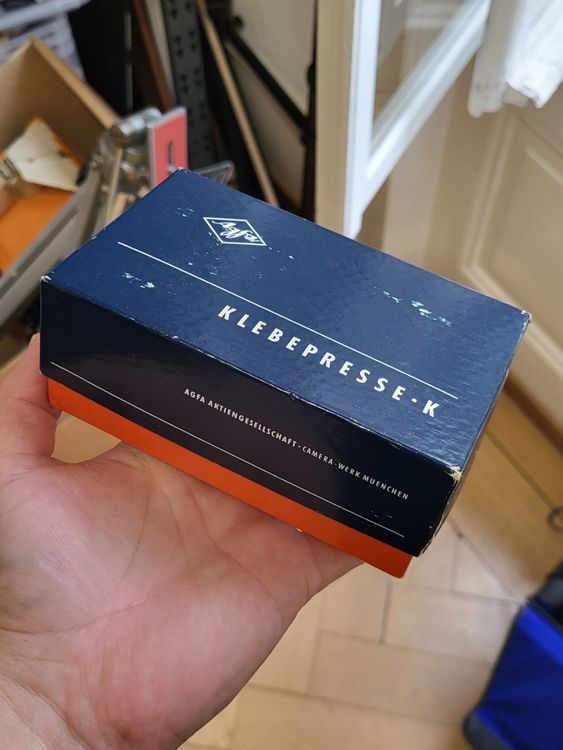 Agfa
KLEBEPRESSE · K
AGFA AKTIENGESELLSCHAFT · CAMERA-WERK MUENCHEN